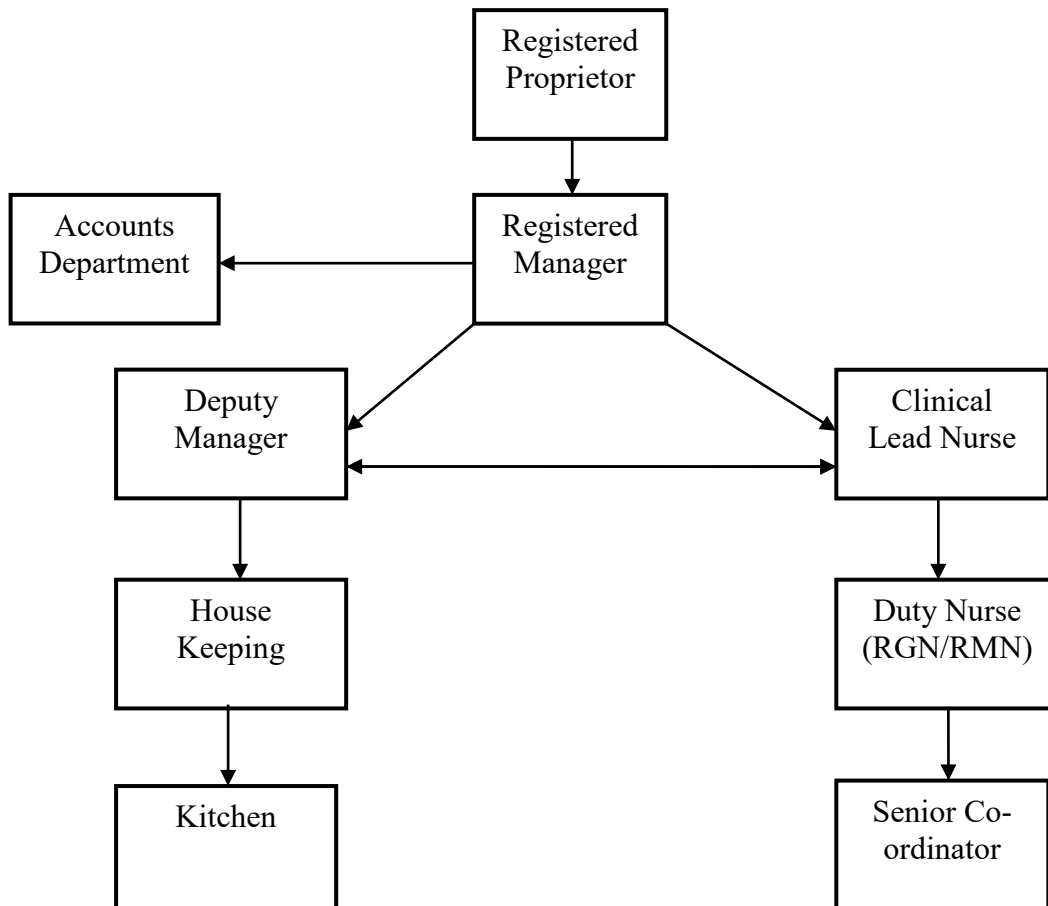 Registered
Proprietor
Accounts
Department
Registered
Manager
Deputy
Manager
Clinical
Lead Nurse
House
Keeping
Duty Nurse
(RGN/RMN)
Kitchen
Senior Co-
ordinator